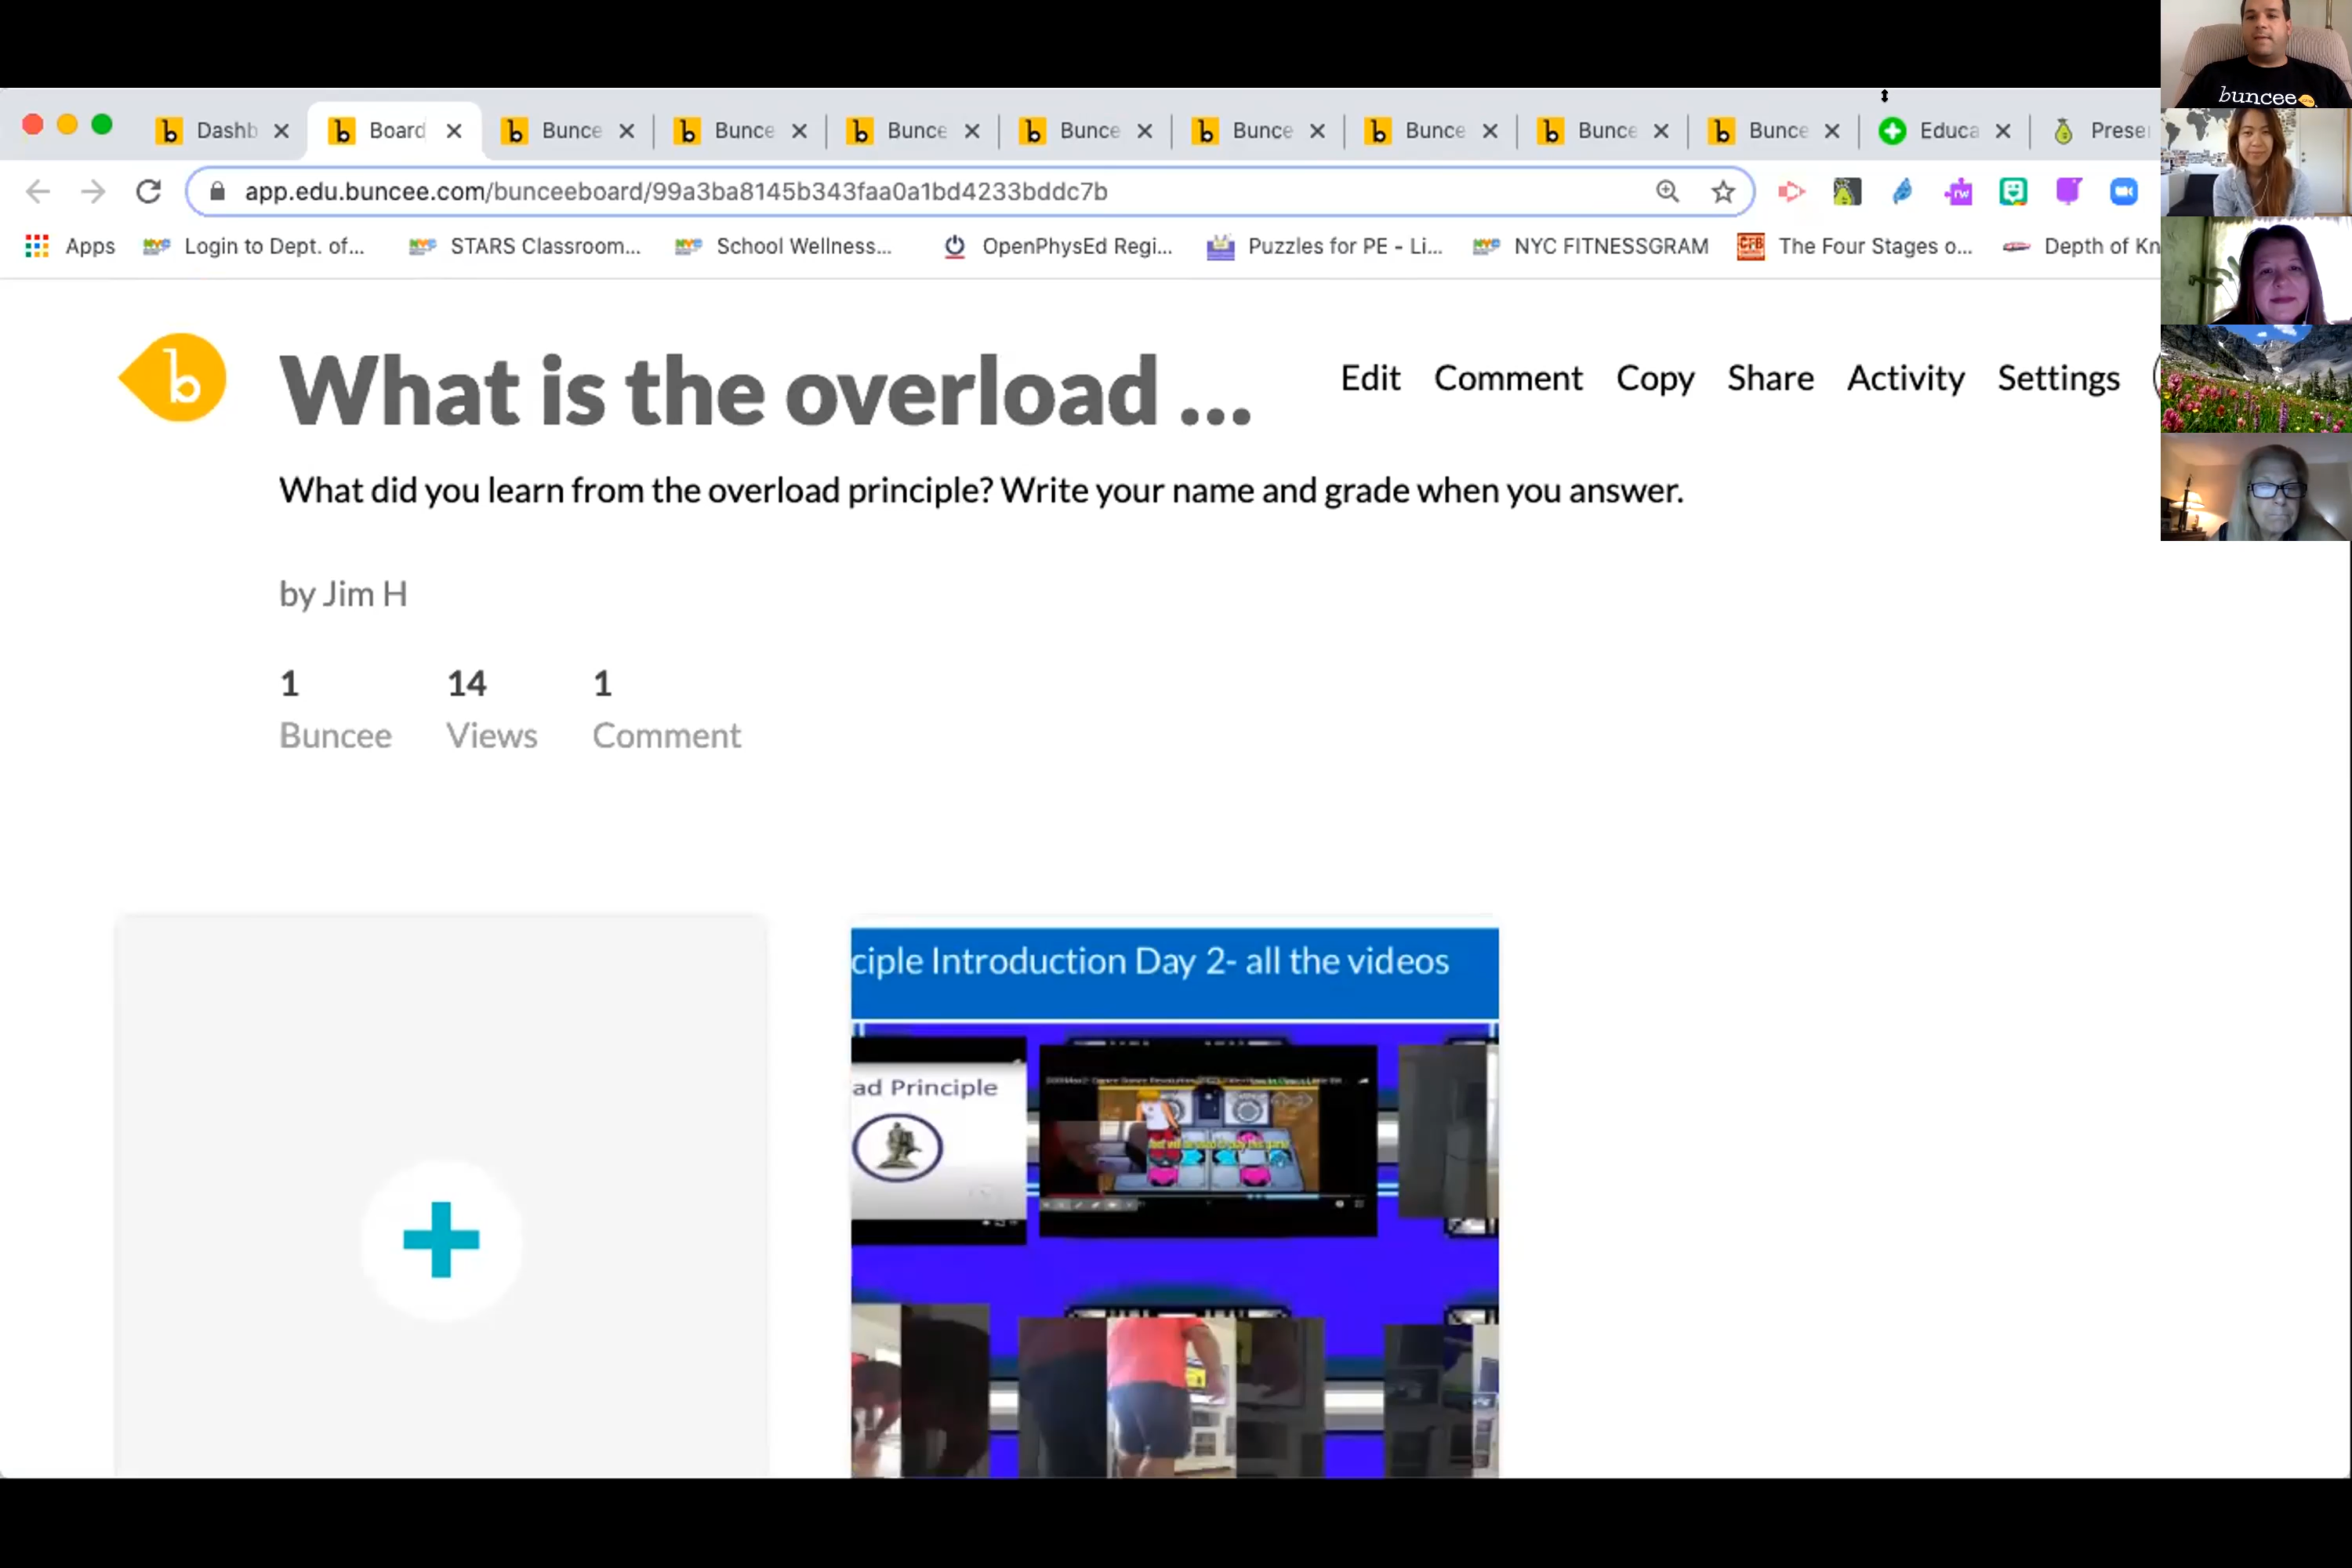 buncee
Dashb
Board
Bunce
Bunce
Bunce
Bunce
Bunce
Bunce
Bunce
Bunce
Educa
Prese
app.edu.buncee.com/bunceeboard/99a3ba8145b343faa0a1bd4233bddc7b
Apps
Login to Dept. of...
STARS Classroom...
School Wellness...
OpenPhysEd Regi...
Puzzles for PE - Li...
NYC FITNESSGRAM
The Four Stages o...
Depth of Kn
b
What is the overload ...
Edit Comment Copy Share Activity Settings
What did you learn from the overload principle? Write your name and grade when you answer.
by Jim H
1 14 1
Buncee Views Comment
ciple Introduction Day 2- all the videos
ad Principle